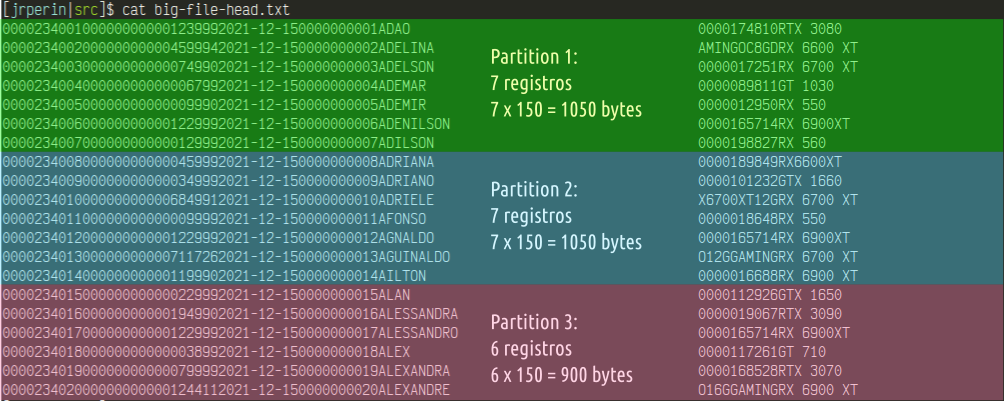 [jrperin|src]$ cat big-file-head.txt
0000234001000000000001239992021-12-150000000001ADAO 0000174810RTX 3080
0000234002000000000004599942021-12-150000000002ADELINA AMINGOC8GDRX 6600 XT
0000234003000000000000749902021-12-150000000003ADELSON 0000017251RX 6700 XT
0000234004000000000000067992021-12-150000000004ADEMAR 0000089811GT 1030
0000234005000000000000099992021-12-150000000005ADEMIR 0000012950RX 550
0000234006000000000001229992021-12-150000000006ADENILSON 0000165714RX 6900XT
0000234007000000000000129992021-12-150000000007ADILSON 0000198827RX 560
Partition 1:
7 registros
7 x 150 = 1050 bytes
0000234008000000000000459992021-12-150000000008ADRIANA 0000189849RX6600XT
0000234009000000000000349992021-12-150000000009ADRIANO 0000101232GTX 1660
0000234010000000000006849912021-12-150000000010ADRIELE X6700XT12GRX 6700 XT
0000234011000000000000099992021-12-150000000011AFONSO 0000018648RX 550
0000234012000000000001229992021-12-150000000012AGNALDO 0000165714RX 6900XT
0000234013000000000007117262021-12-150000000013AGUINALDO O12GGAMINGRX 6700 XT
0000234014000000000001199902021-12-150000000014AILTON 0000016688RX 6900 XT
Partition 2:
7 registros
7 x 150 = 1050 bytes
0000234015000000000000229992021-12-150000000015ALAN 0000112926GTX 1650
0000234016000000000001949902021-12-150000000016ALESSANDRA 0000019067RTX 3090
0000234017000000000001229992021-12-150000000017ALESSANDRO 0000165714RX 6900XT
0000234018000000000000038992021-12-150000000018ALEX 0000117261GT 710
0000234019000000000000799992021-12-150000000019ALEXANDRA 0000168528RTX 3070
0000234020000000000001244112021-12-150000000020ALEXANDRE O16GGAMINGRX 6900 XT
Partition 3:
6 registros
6 x 150 = 900 bytes